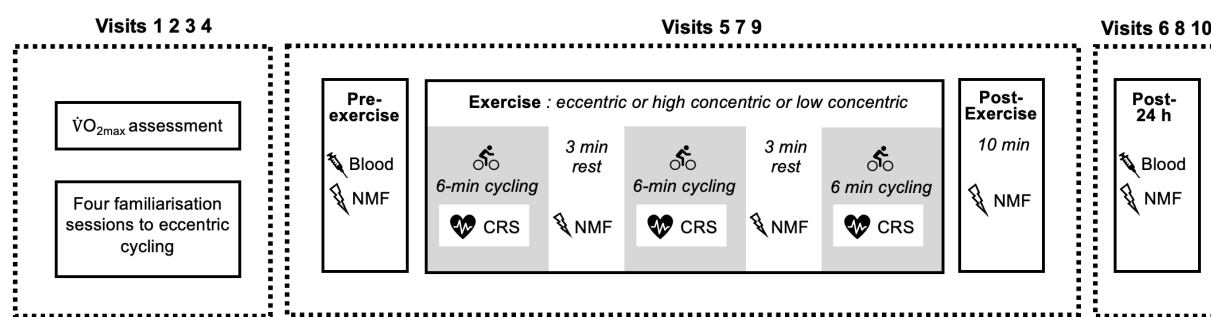 Visits 1 2 3 4
V̇O2max assessment
Four familiarisation
sessions to eccentric
cycling
Visits 5 7 9
Pre-
exercise
Blood
NMF
Exercise : eccentric or high concentric or low concentric
6-min cycling
CRS
3 min
rest
NMF
6-min cycling
CRS
3 min
rest
NMF
6 min cycling
CRS
Post-
Exercise
10 min
NMF
Visits 6 8 10
Post-
24 h
Blood
NMF